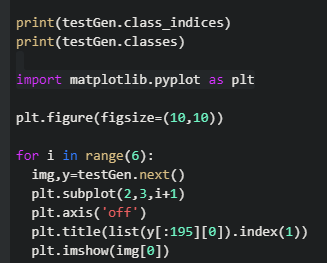 print(testGen.class_indices)
print(testGen.classes)
import matplotlib.pyplot as plt
plt.figure(figsize=(10,10))
for i in range(6):
  img,y=testGen.next()
  plt.subplot(2,3,i+1)
  plt.axis('off')
  plt.title(list(y[:195][0]).index(1))
  plt.imshow(img[0])